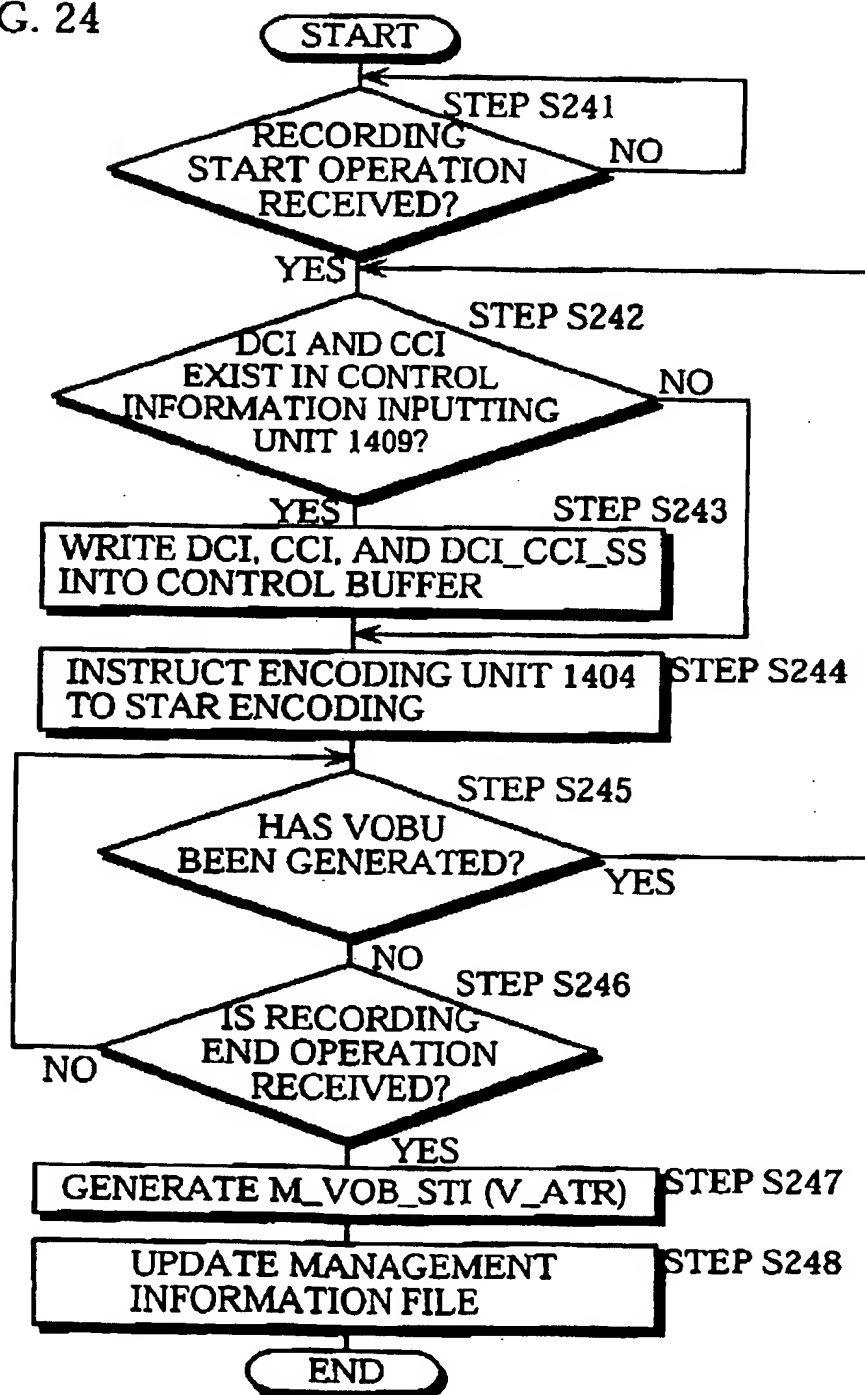 G. 24
START
STEP S241
RECORDING
START OPERATION
RECEIVED?
NO
YES
STEP S242
DCI AND CCI
EXIST IN CONTROL
INFORMATION INPUTTING
UNIT 1409?
NO
YES
STEP S243
WRITE DCI, CCI, AND DCI_CCI_SS
INTO CONTROL BUFFER
INSTRUCT ENCODING UNIT 1404
TO STAR ENCODING
STEP S244
STEP S245
HAS VOBU
BEEN GENERATED?
YES
NO
STEP S246
IS RECORDING
END OPERATION
RECEIVED?
NO
YES
GENERATE M_VOB_STI (V_ATR)
STEP S247
UPDATE MANAGEMENT
INFORMATION FILE
STEP S248
END